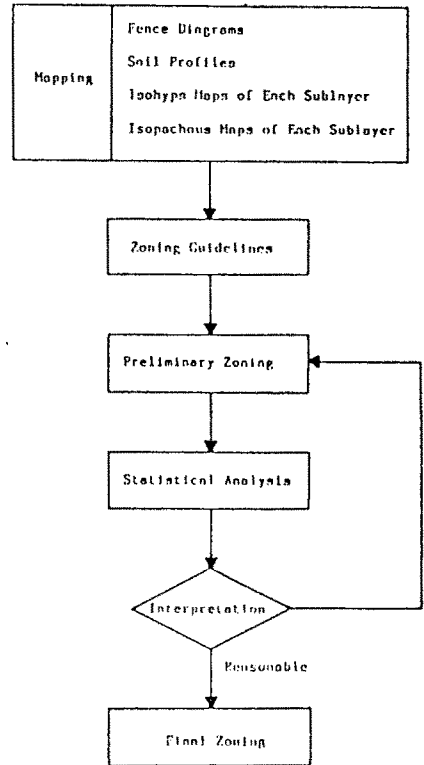 Mapping
Fence Diagrams
Soil Profiles
Isohyps Maps of Each Sublayer
Isopachous Maps of Each Sublayer
Zoning Guidelines
Preliminary Zoning
Statistical Analysis
Interpretation
Reasonable
Final Zoning